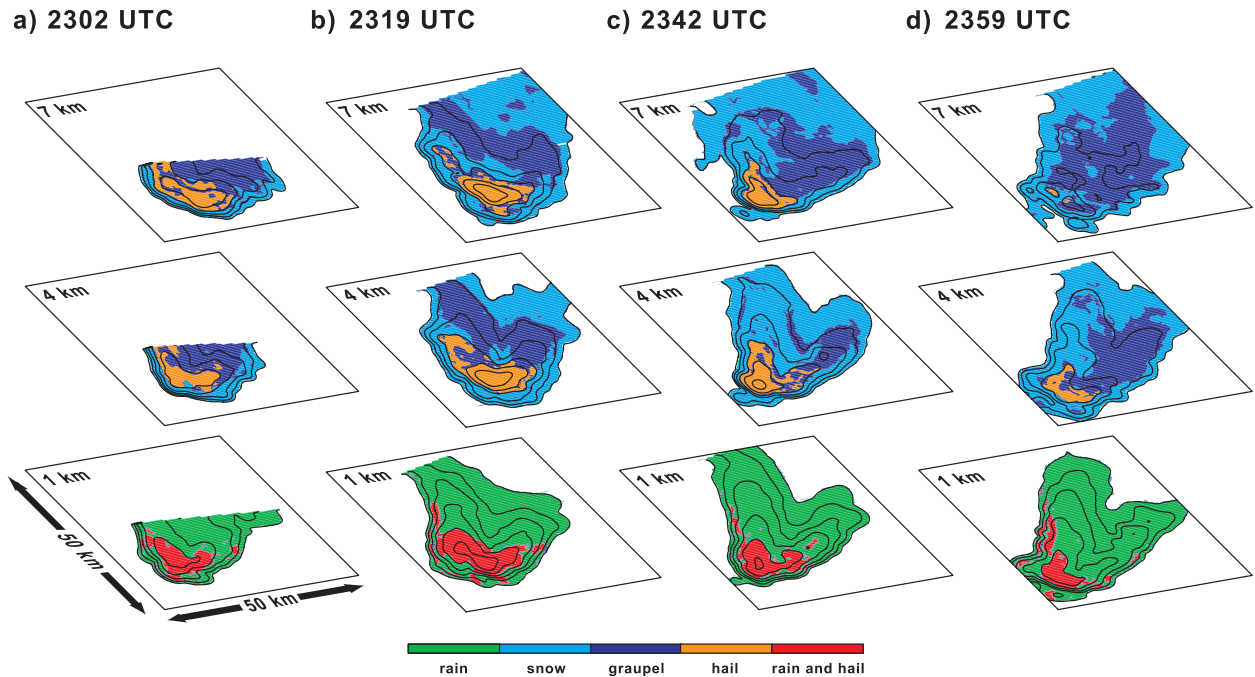 a) 2302 UTC b) 2319 UTC c) 2342 UTC d) 2359 UTC
7 km 7 km 7 km 7 km
4 km 4 km 4 km 4 km
1 km 1 km 1 km 1 km
50 km
50 km
rain snow graupel hail rain and hail